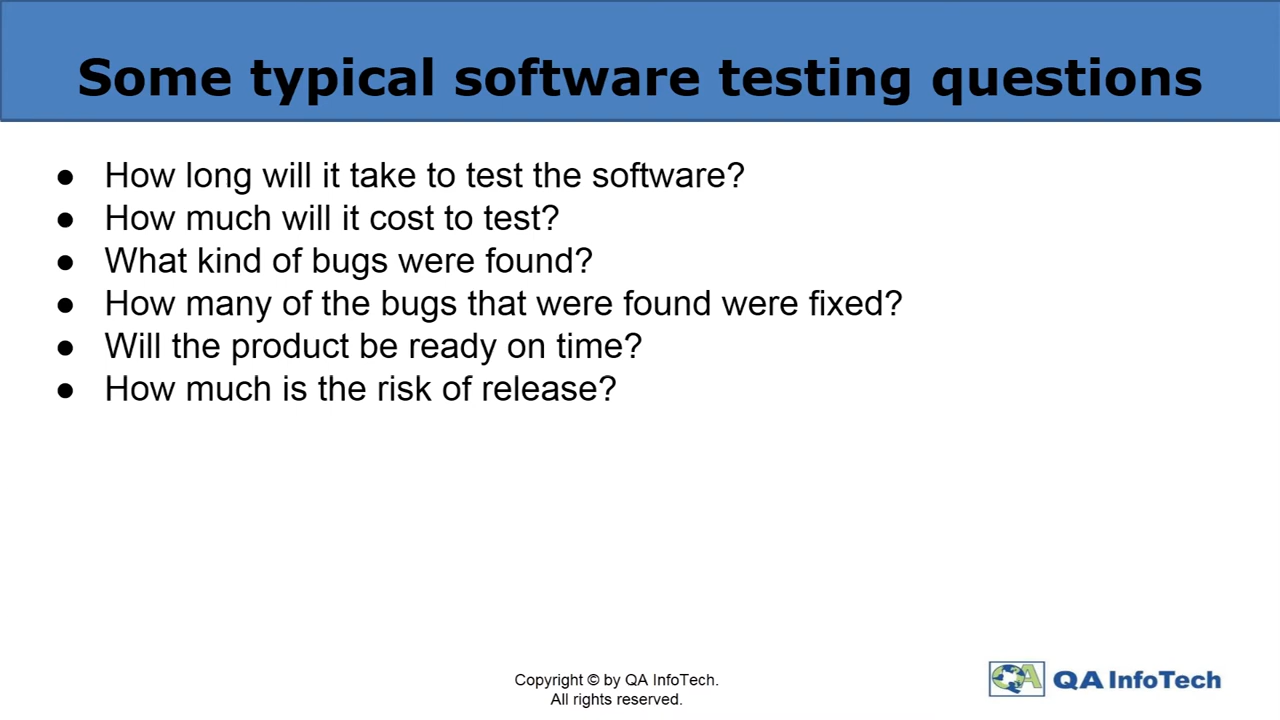 Some typical software testing questions
● How long will it take to test the software?
● How much will it cost to test?
● What kind of bugs were found?
● How many of the bugs that were found were fixed?
● Will the product be ready on time?
● How much is the risk of release?
Copyright © by QA InfoTech.
All rights reserved.
QA QA InfoTech